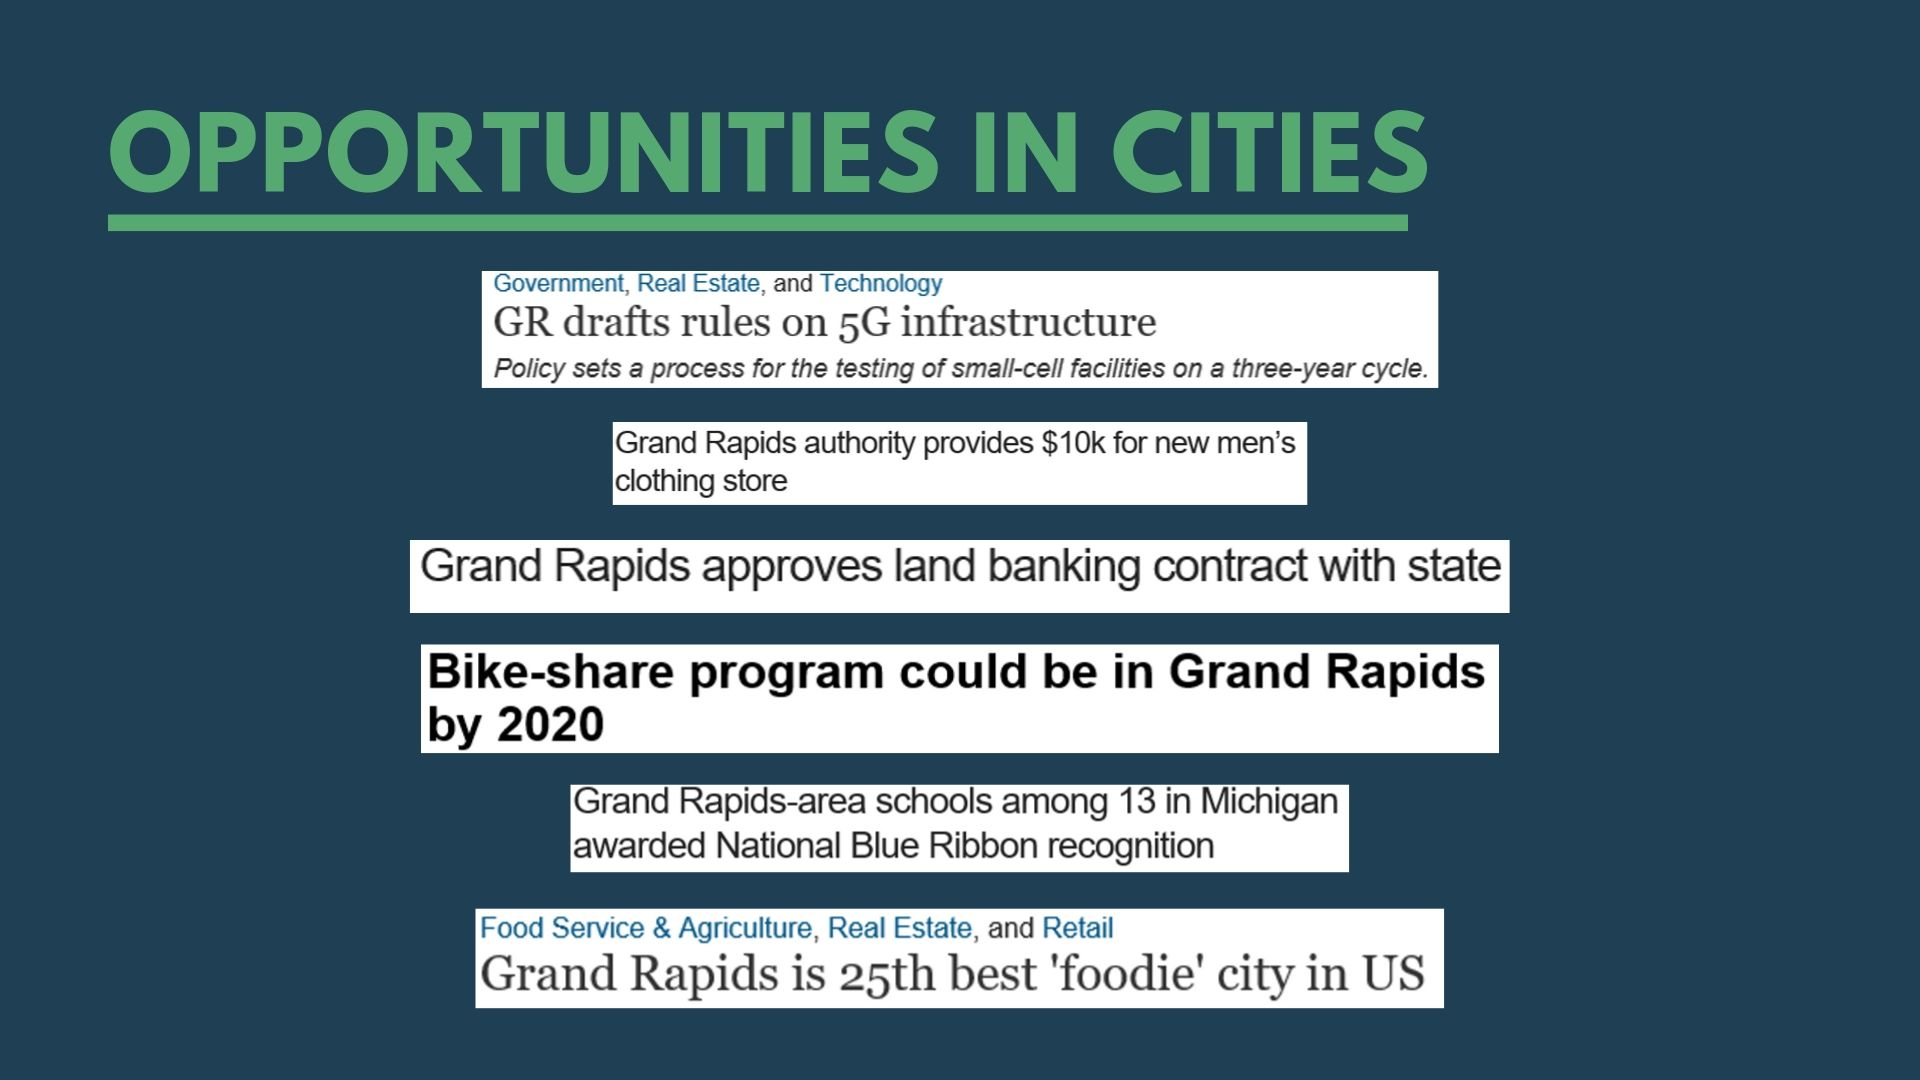 OPPORTUNITIES IN CITIES
Government, Real Estate, and Technology
GR drafts rules on 5G infrastructure
Policy sets a process for the testing of small-cell facilities on a three-year cycle.
Grand Rapids authority provides $10k for new men’s
clothing store
Grand Rapids approves land banking contract with state
Bike-share program could be in Grand Rapids
by 2020
Grand Rapids-area schools among 13 in Michigan
awarded National Blue Ribbon recognition
Food Service & Agriculture, Real Estate, and Retail
Grand Rapids is 25th best 'foodie' city in US